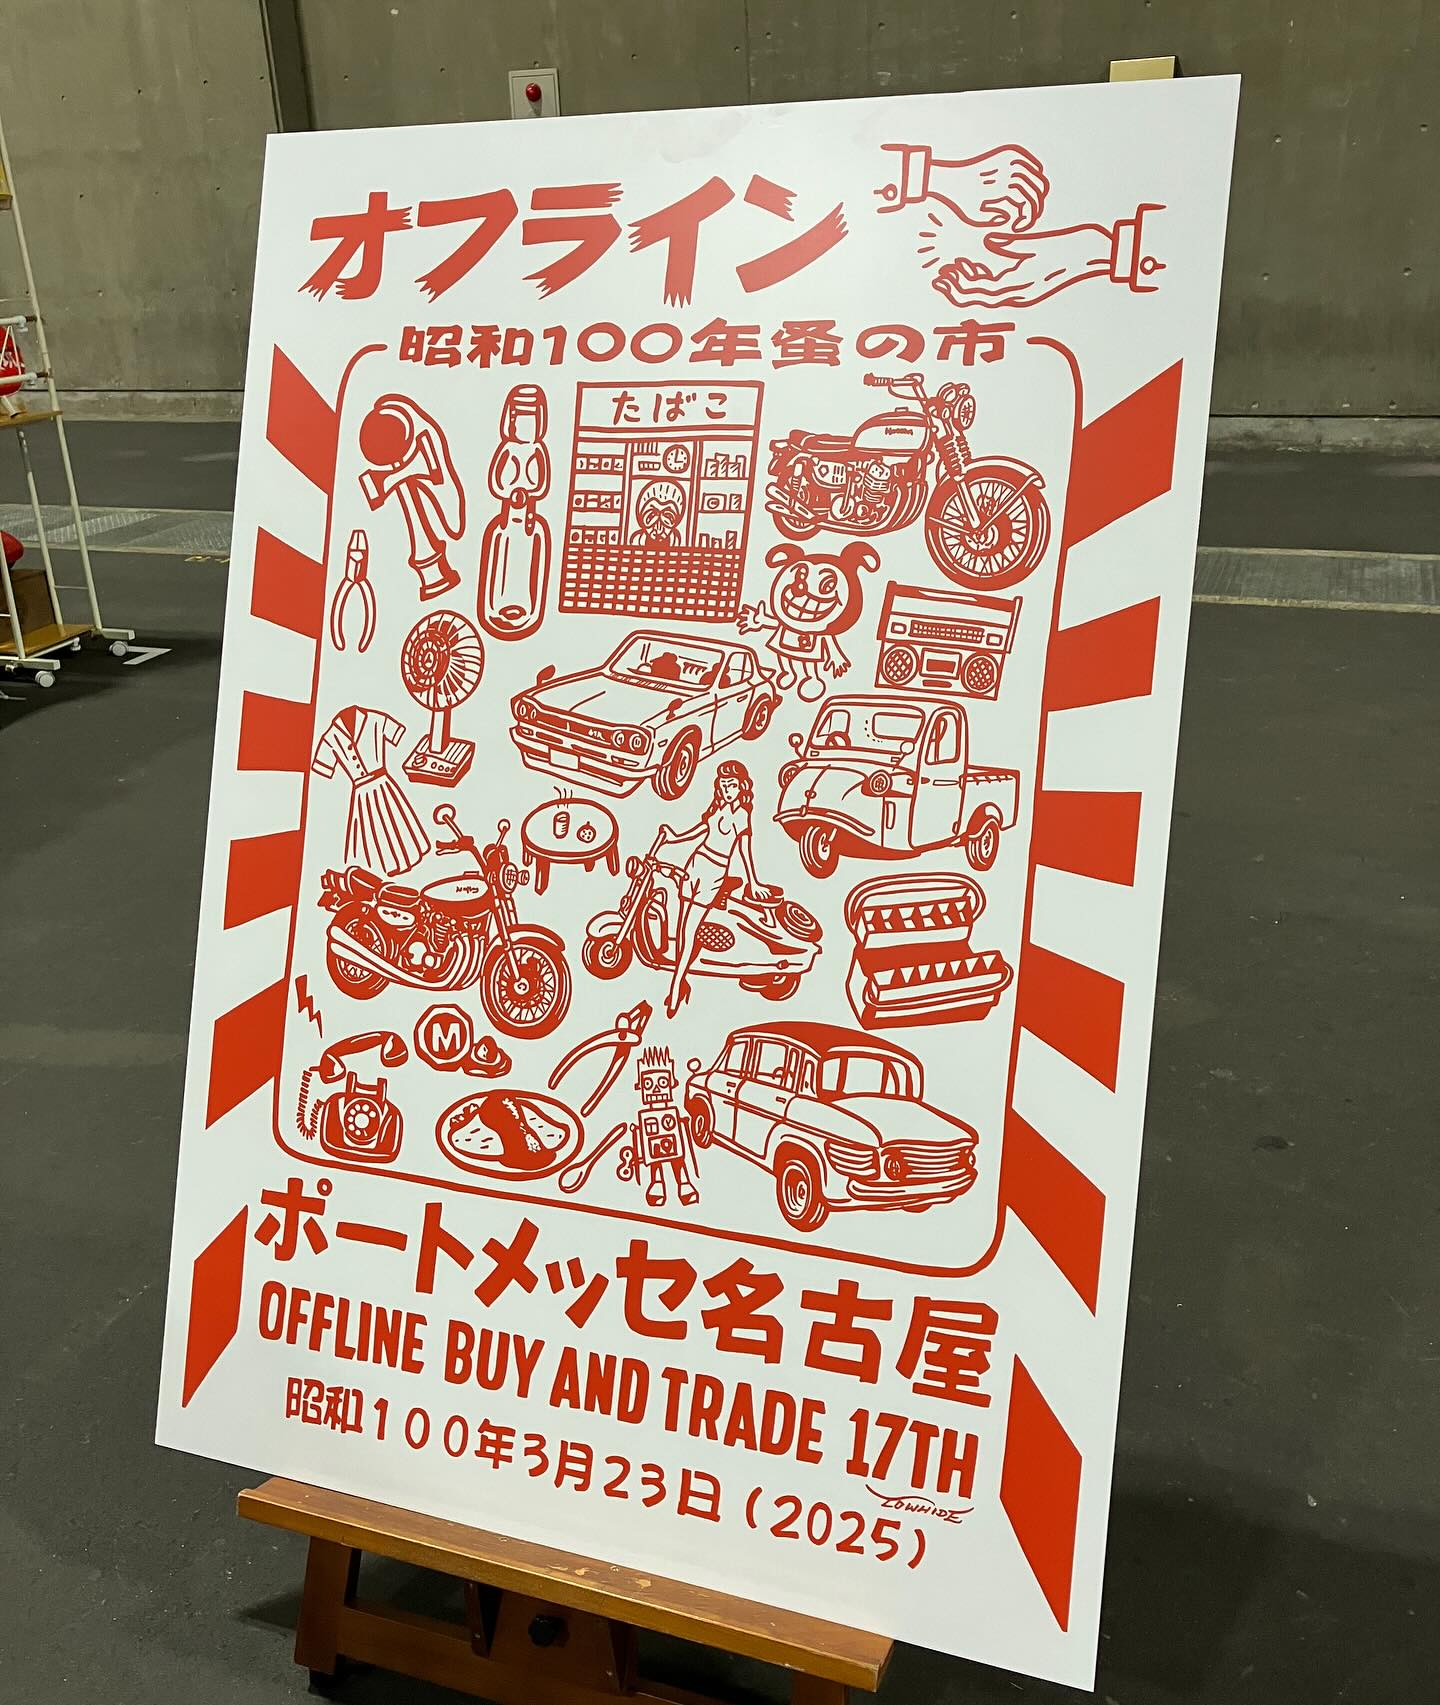 オフライン
昭和100年蚤の市
たばこ
M
ポートメッセ名古屋
OFFLINE BUY AND TRADE 17TH
LOWHIDE
昭和100年3月23日(2025)